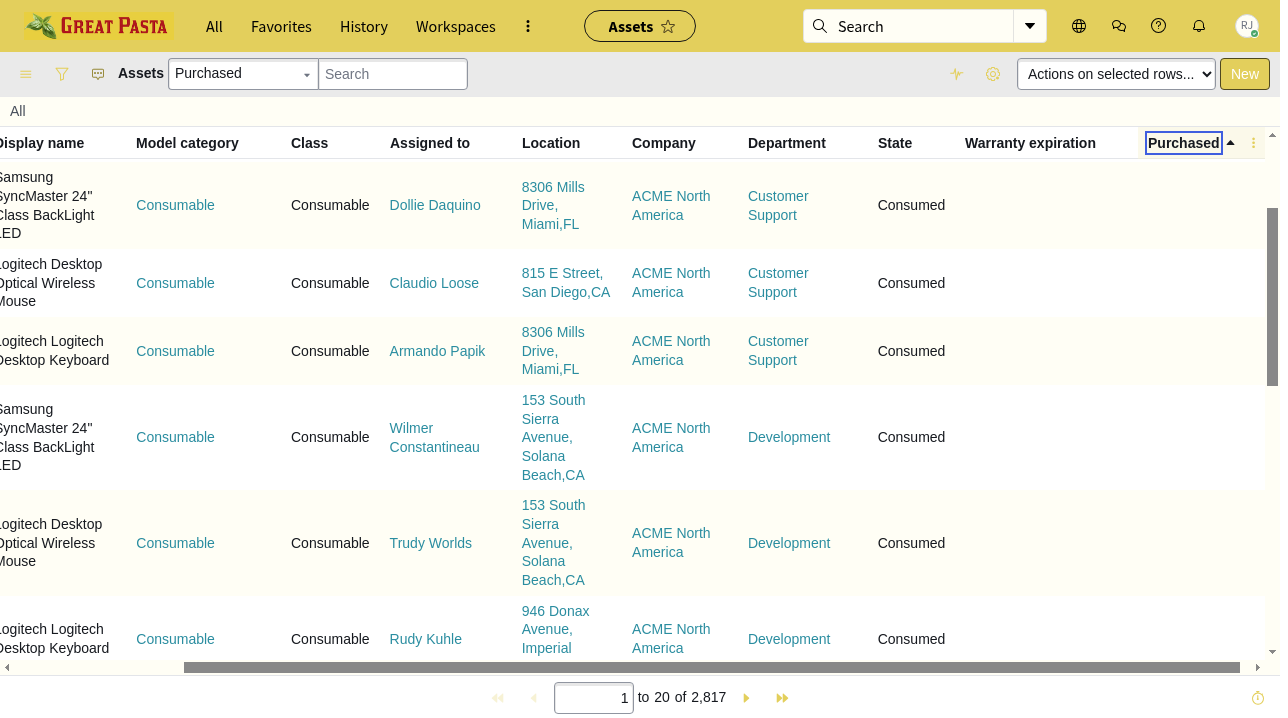 GREAT PASTA All Favorites History Workspaces Assets Search RJ
Assets Purchased Search Actions on selected rows... New
All
Display name Model category Class Assigned to Location Company Department State Warranty expiration Purchased
Samsung SyncMaster 24" Class BackLight LED Consumable Consumable Dollie Daquino 8306 Mills Drive, Miami,FL ACME North America Customer Support Consumed
Logitech Desktop Optical Wireless Mouse Consumable Consumable Claudio Loose 815 E Street, San Diego,CA ACME North America Customer Support Consumed
Logitech Logitech Desktop Keyboard Consumable Consumable Armando Papik 8306 Mills Drive, Miami,FL ACME North America Customer Support Consumed
Samsung SyncMaster 24" Class BackLight LED Consumable Consumable Wilmer Constantineau 153 South Sierra Avenue, Solana Beach,CA ACME North America Development Consumed
Logitech Desktop Optical Wireless Mouse Consumable Consumable Trudy Worlds 153 South Sierra Avenue, Solana Beach,CA ACME North America Development Consumed
Logitech Logitech Desktop Keyboard Consumable Consumable Rudy Kuhle 946 Donax Avenue, Imperial ACME North America Development Consumed
1 to 20 of 2,817